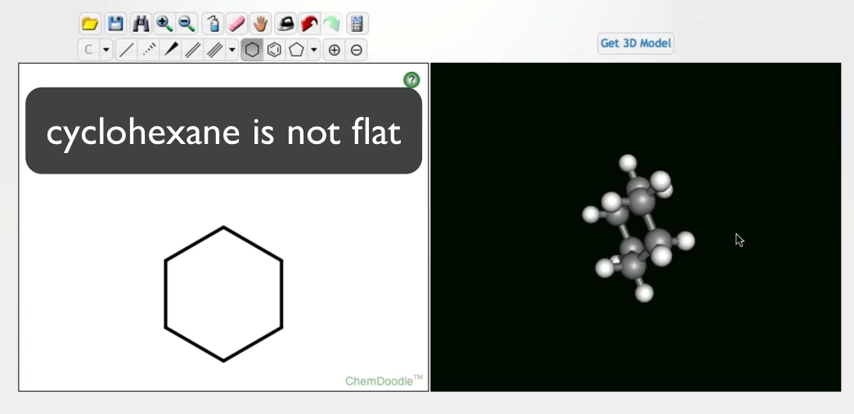 C
Get 3D Model
?
cyclohexane is not flat
ChemDoodle™